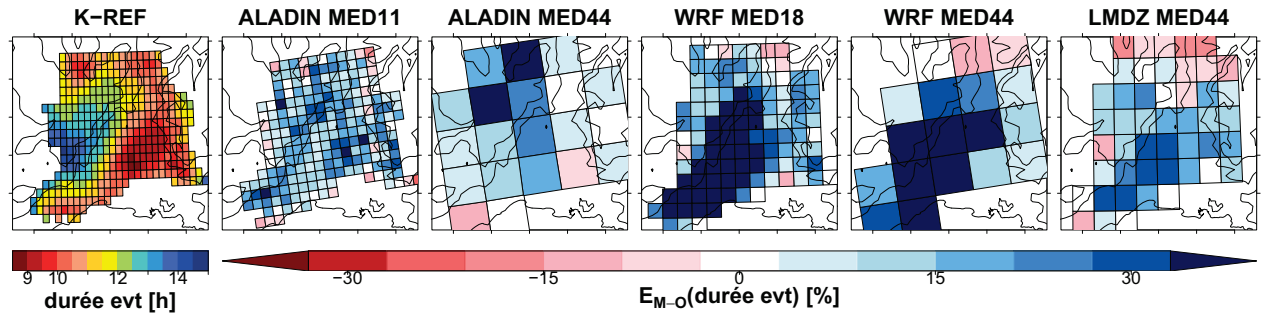 K−REF ALADIN MED11 ALADIN MED44 WRF MED18 WRF MED44 LMDZ MED44
9 10 12 14 −30 −15 0 15 30
durée evt [h] E_M−O(durée evt) [%]